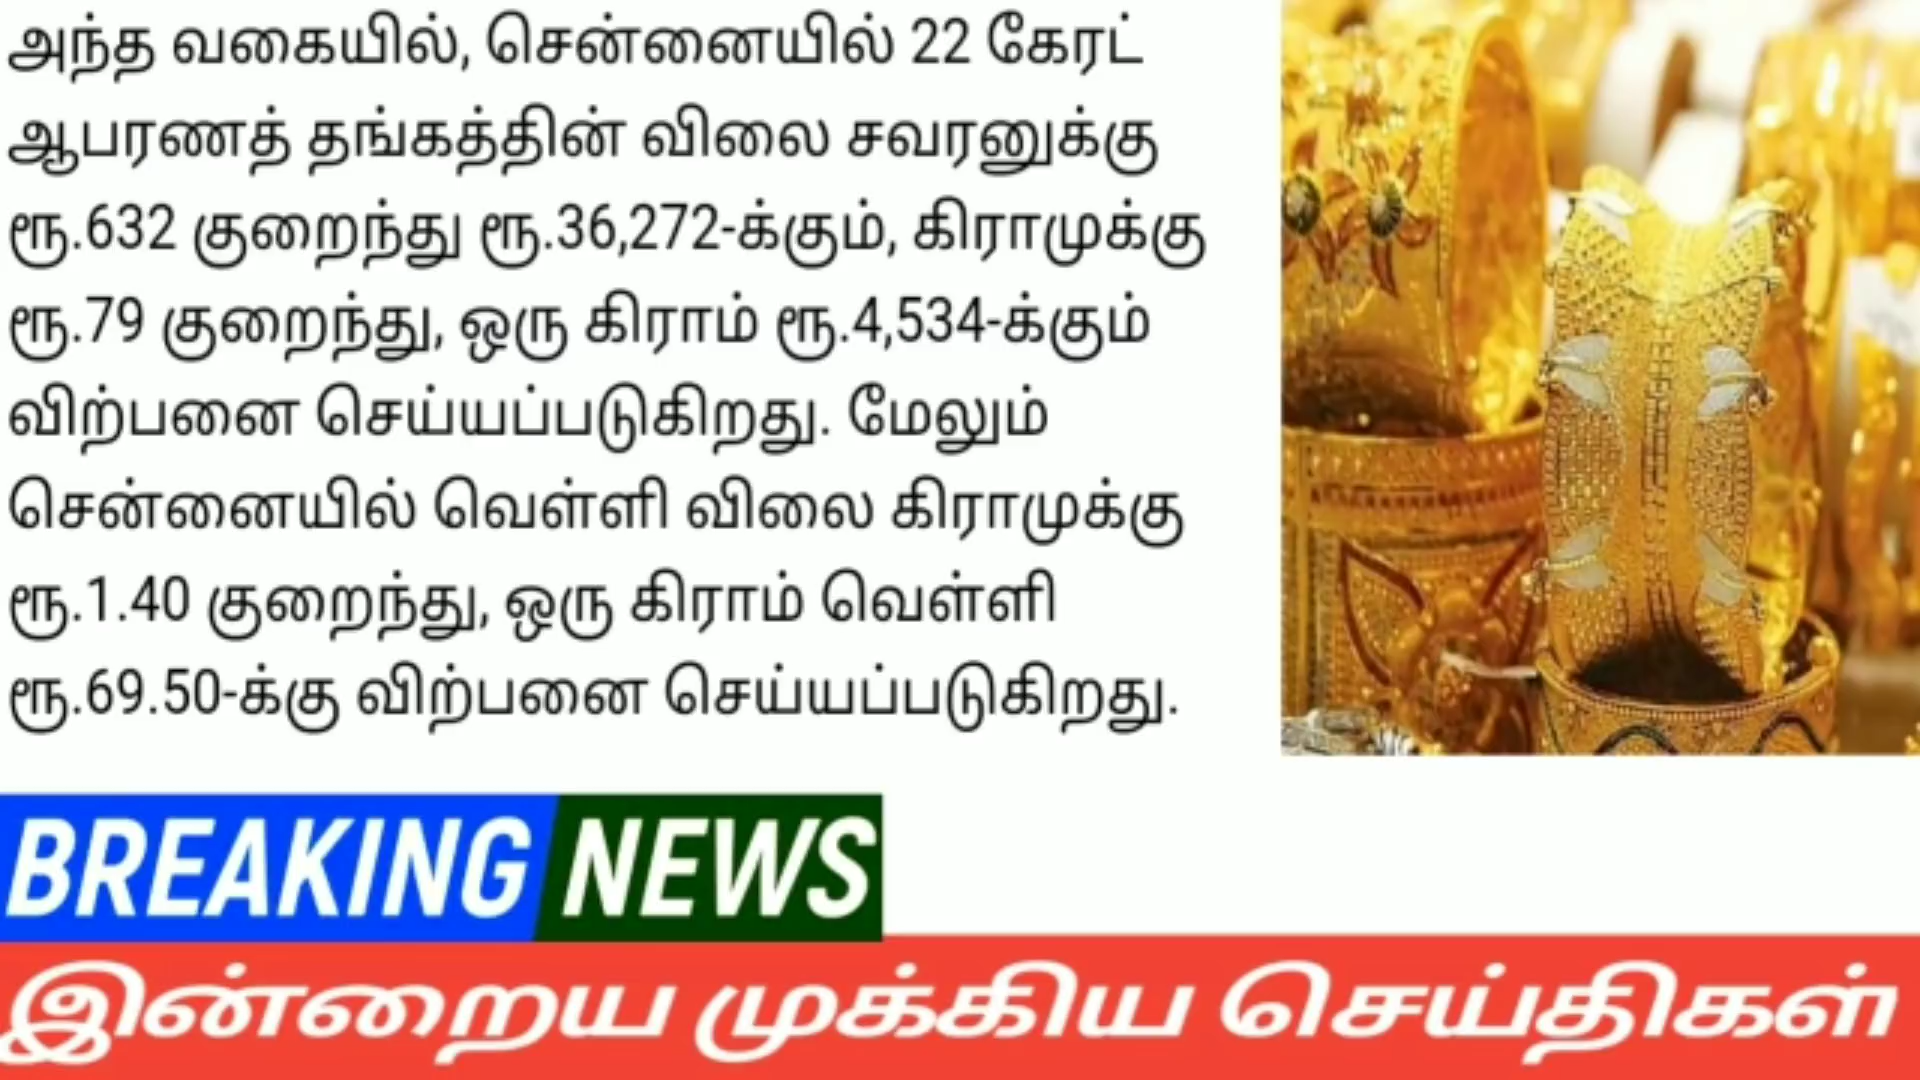 அந்த வகையில், சென்னையில் 22 கேரட்
ஆபரணத் தங்கத்தின் விலை சவரனுக்கு
ரூ.632 குறைந்து ரூ.36,272-க்கும், கிராமுக்கு
ரூ.79 குறைந்து, ஒரு கிராம் ரூ.4,534-க்கும்
விற்பனை செய்யப்படுகிறது. மேலும்
சென்னையில் வெள்ளி விலை கிராமுக்கு
ரூ.1.40 குறைந்து, ஒரு கிராம் வெள்ளி
ரூ.69.50-க்கு விற்பனை செய்யப்படுகிறது.
BREAKING NEWS
இன்றைய முக்கிய செய்திகள்